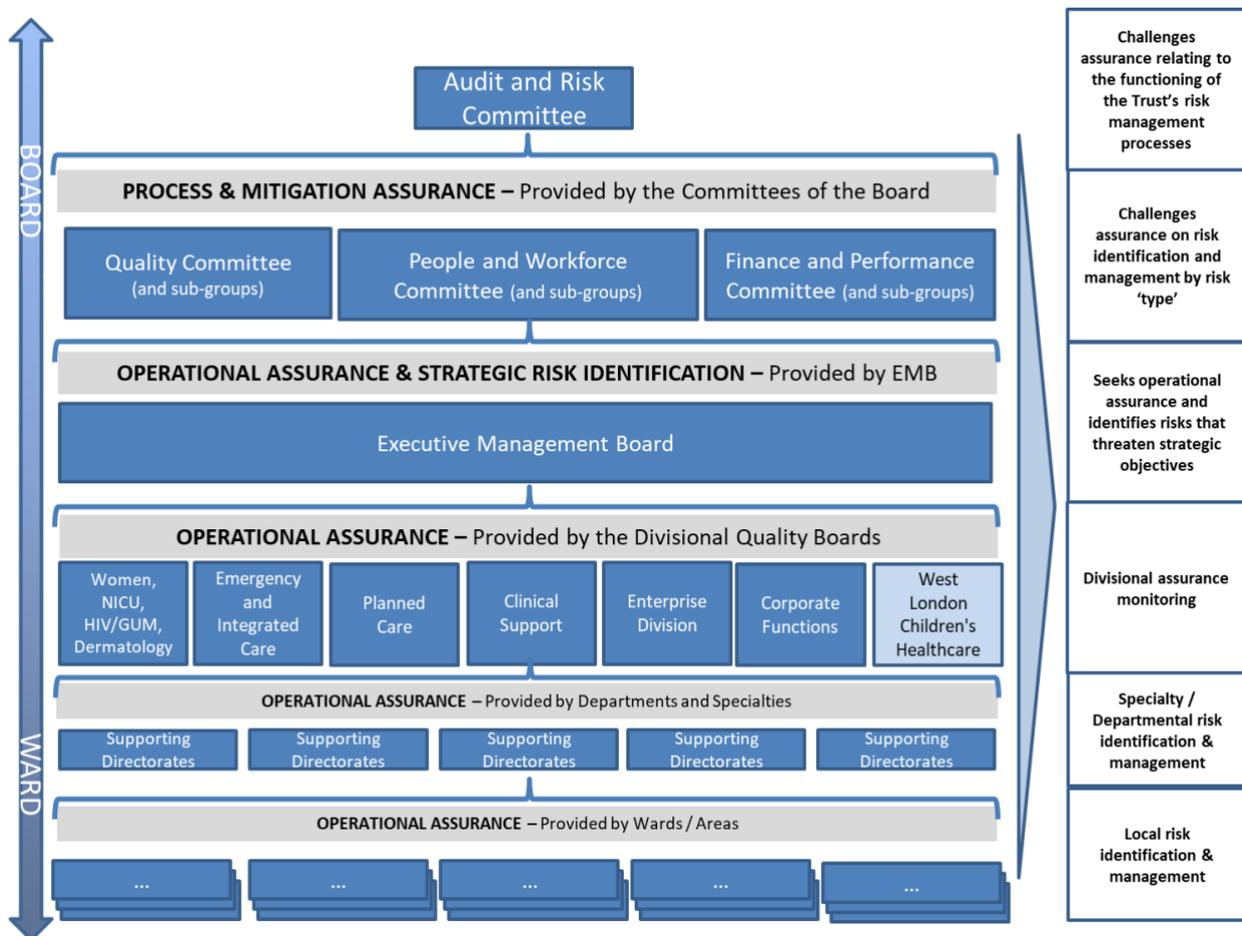 BOARD
WARD
Audit and Risk
Committee
PROCESS & MITIGATION ASSURANCE – Provided by the Committees of the Board
Quality Committee
(and sub-groups)
People and Workforce
Committee (and sub-groups)
Finance and Performance
Committee (and sub-groups)
OPERATIONAL ASSURANCE & STRATEGIC RISK IDENTIFICATION – Provided by EMB
Executive Management Board
OPERATIONAL ASSURANCE – Provided by the Divisional Quality Boards
Women,
NICU,
HIV/GUM,
Dermatology
Emergency
and
Integrated
Care
Planned
Care
Clinical
Support
Enterprise
Division
Corporate
Functions
West
London
Children's
Healthcare
OPERATIONAL ASSURANCE – Provided by Departments and Specialties
Supporting
Directorates
Supporting
Directorates
Supporting
Directorates
Supporting
Directorates
Supporting
Directorates
OPERATIONAL ASSURANCE – Provided by Wards / Areas
...
...
...
...
...
Challenges
assurance relating to
the functioning of
the Trust’s risk
management
processes
Challenges
assurance on risk
identification and
management by risk
‘type’
Seeks operational
assurance and
identifies risks that
threaten strategic
objectives
Divisional assurance
monitoring
Specialty /
Departmental risk
identification &
management
Local risk
identification &
management